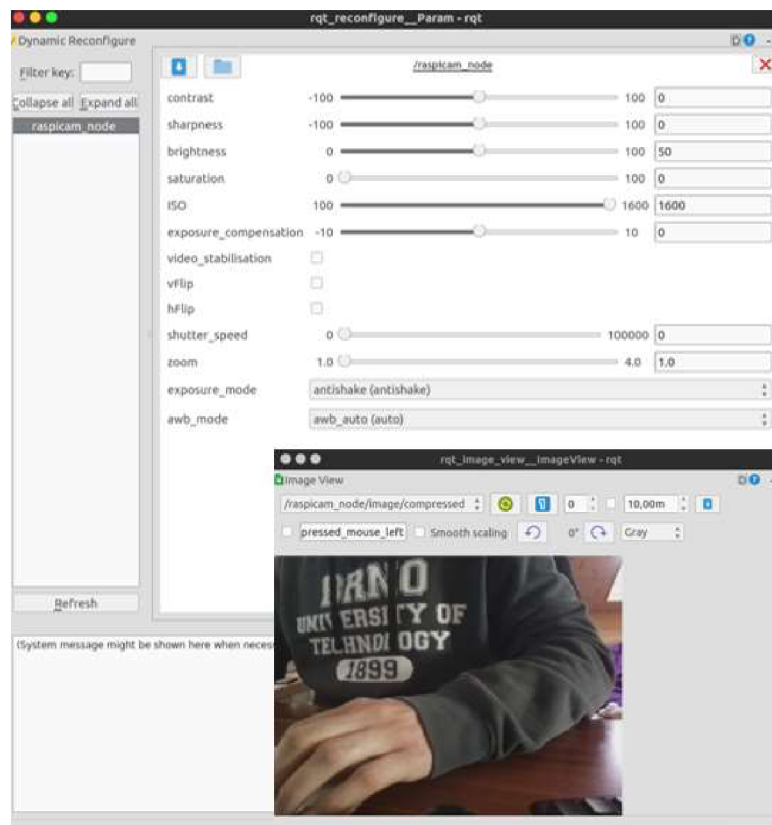 rqt_reconfigure__Param - rqt
Dynamic Reconfigure
Filter key:
Collapse all Expand all
raspicam_node
/raspicam_node
contrast -100 100 0
sharpness -100 100 0
brightness 0 100 50
saturation 0 100 0
ISO 100 1600 1600
exposure_compensation -10 10 0
video_stabilisation
vFlip
hFlip
shutter_speed 0 100000 0
zoom 1.0 4.0 1.0
exposure_mode antishake (antishake)
awb_mode awb_auto (auto)
Refresh
(System message might be shown here when neces
rqt_image_view__ImageView - rqt
Image View
/raspicam_node/image/compressed 0 10,00m
pressed_mouse_left Smooth scaling 0° Gray
BRNO
UNIVERSITY OF
TECHNOLOGY
1899